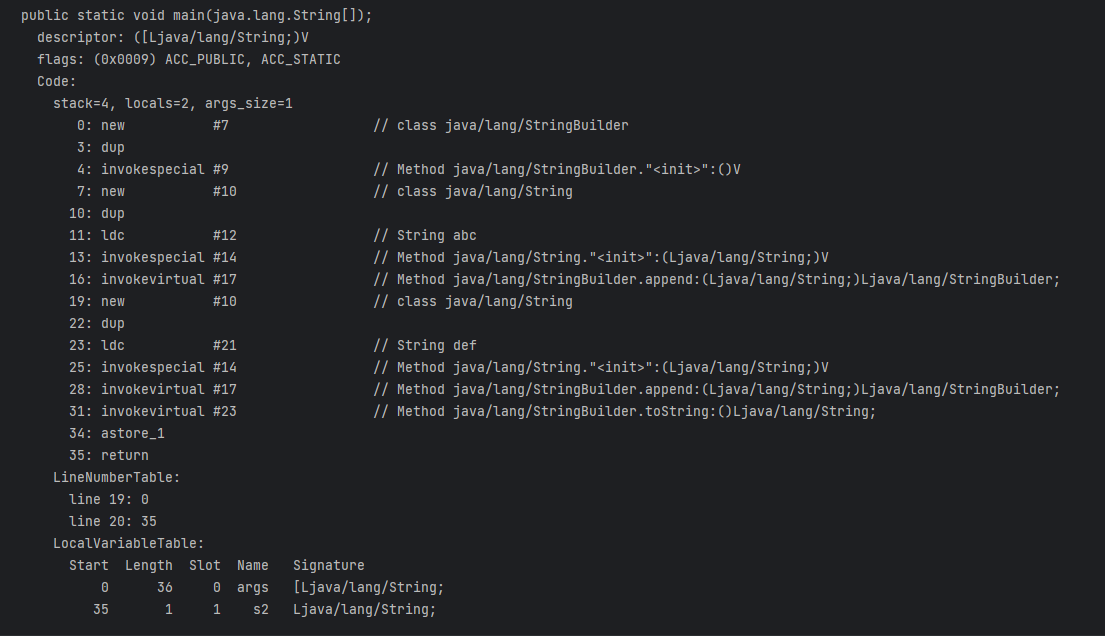 public static void main(java.lang.String[]);
  descriptor: ([Ljava/lang/String;)V
  flags: (0x0009) ACC_PUBLIC, ACC_STATIC
  Code:
    stack=4, locals=2, args_size=1
       0: new           #7                  // class java/lang/StringBuilder
       3: dup
       4: invokespecial #9                  // Method java/lang/StringBuilder."<init>":()V
       7: new           #10                 // class java/lang/String
      10: dup
      11: ldc           #12                 // String abc
      13: invokespecial #14                 // Method java/lang/String."<init>":(Ljava/lang/String;)V
      16: invokevirtual #17                 // Method java/lang/StringBuilder.append:(Ljava/lang/String;)Ljava/lang/StringBuilder;
      19: new           #10                 // class java/lang/String
      22: dup
      23: ldc           #21                 // String def
      25: invokespecial #14                 // Method java/lang/String."<init>":(Ljava/lang/String;)V
      28: invokevirtual #17                 // Method java/lang/StringBuilder.append:(Ljava/lang/String;)Ljava/lang/StringBuilder;
      31: invokevirtual #23                 // Method java/lang/StringBuilder.toString:()Ljava/lang/String;
      34: astore_1
      35: return
    LineNumberTable:
      line 19: 0
      line 20: 35
    LocalVariableTable:
      Start  Length  Slot  Name   Signature
          0      36     0  args   [Ljava/lang/String;
         35       1     1    s2   Ljava/lang/String;